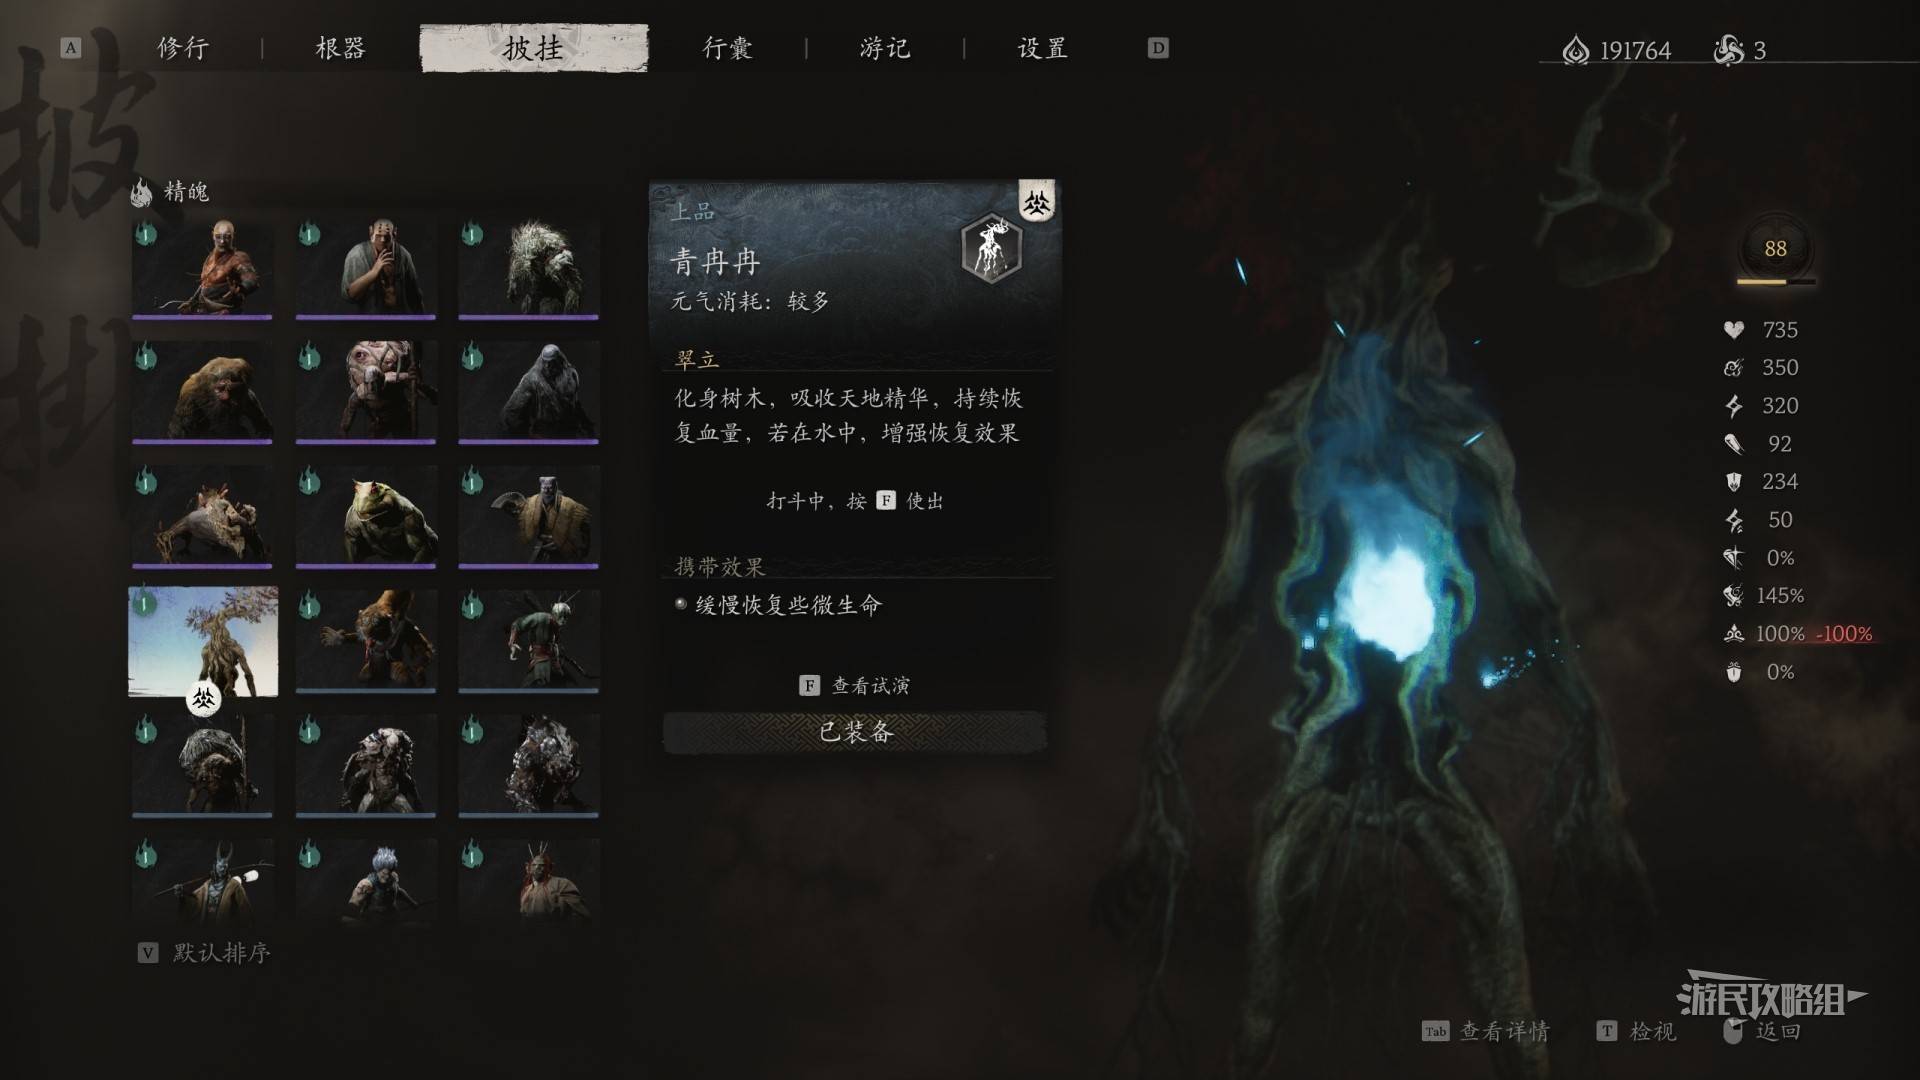 A 修行 根器 披挂 行囊 游记 设置 D
191764 3
披挂
精魄
上品
青冉冉
元气消耗：较多
翠立
化身树木，吸收天地精华，持续恢
复血量，若在水中，增强恢复效果
打斗中，按 F 使出
携带效果
缓慢恢复些微生命
F 查看试演
已装备
88
735
350
320
92
234
50
0%
145%
100% -100%
0%
V 默认排序
游民攻略组
Tab 查看详情 T 检视 返回